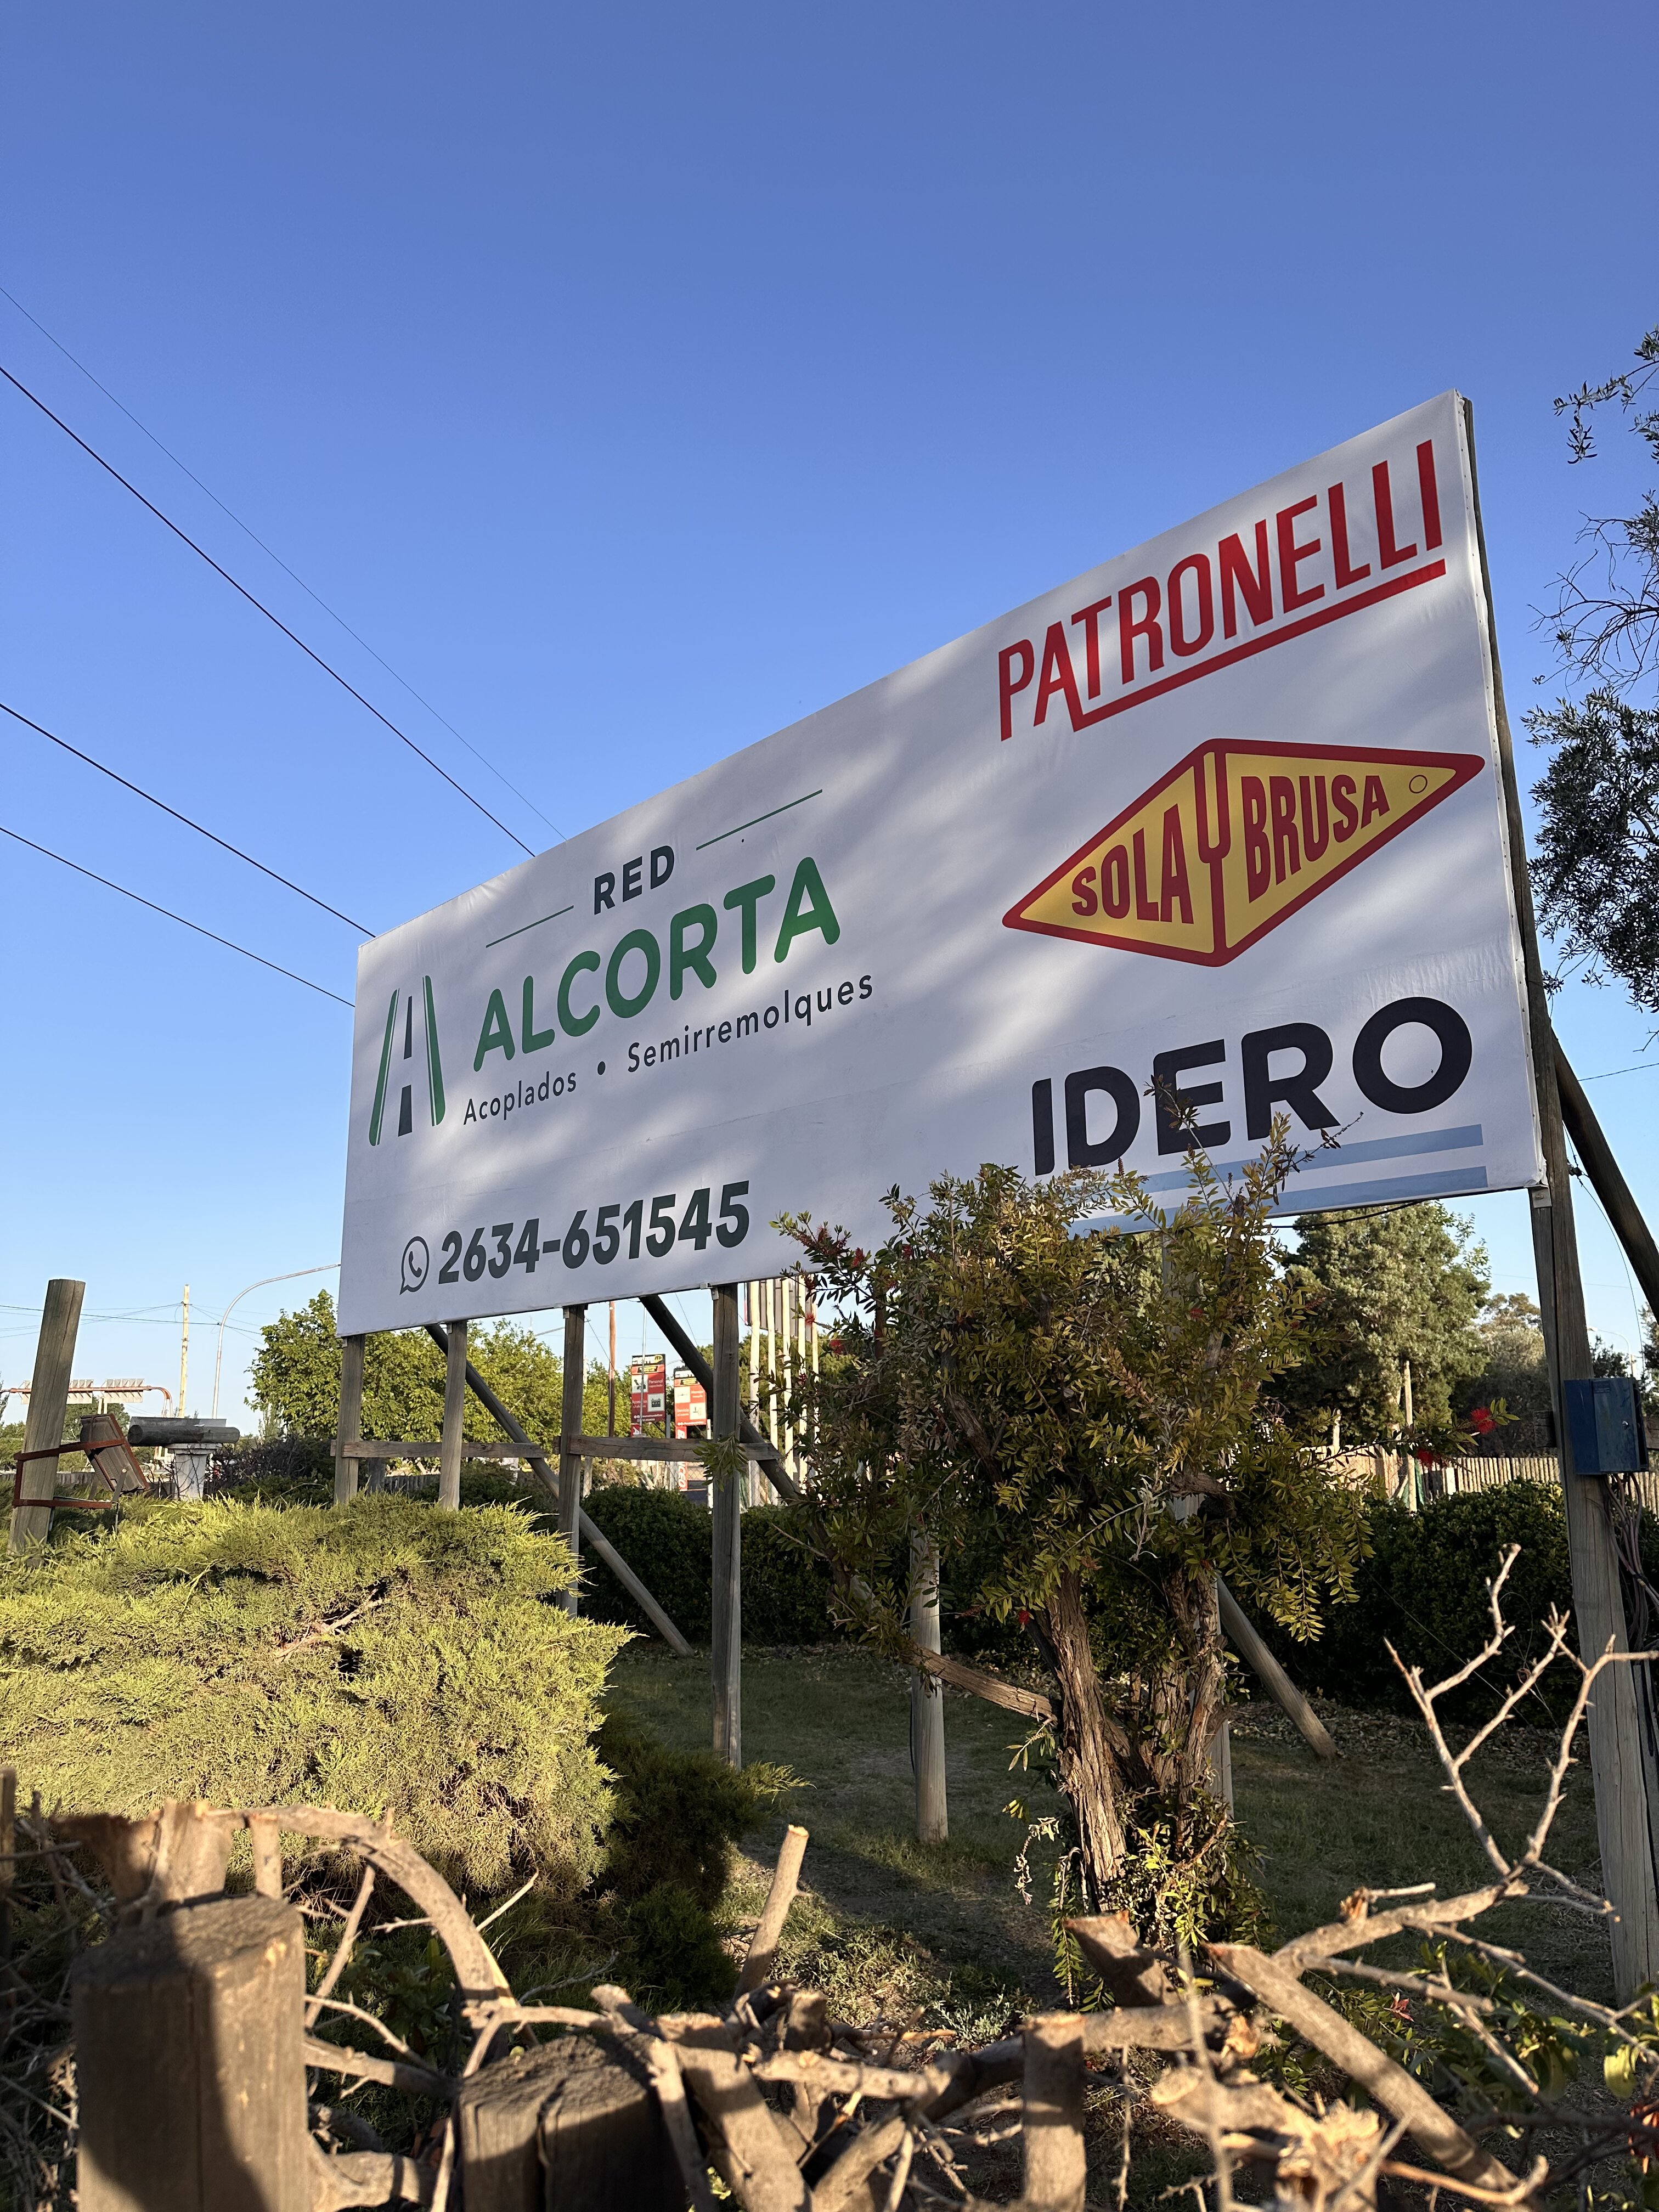 RED
ALCORTA
Acoplados • Semirremolques
2634-651545
PATRONELLI
SOLA Y BRUSA
IDERO